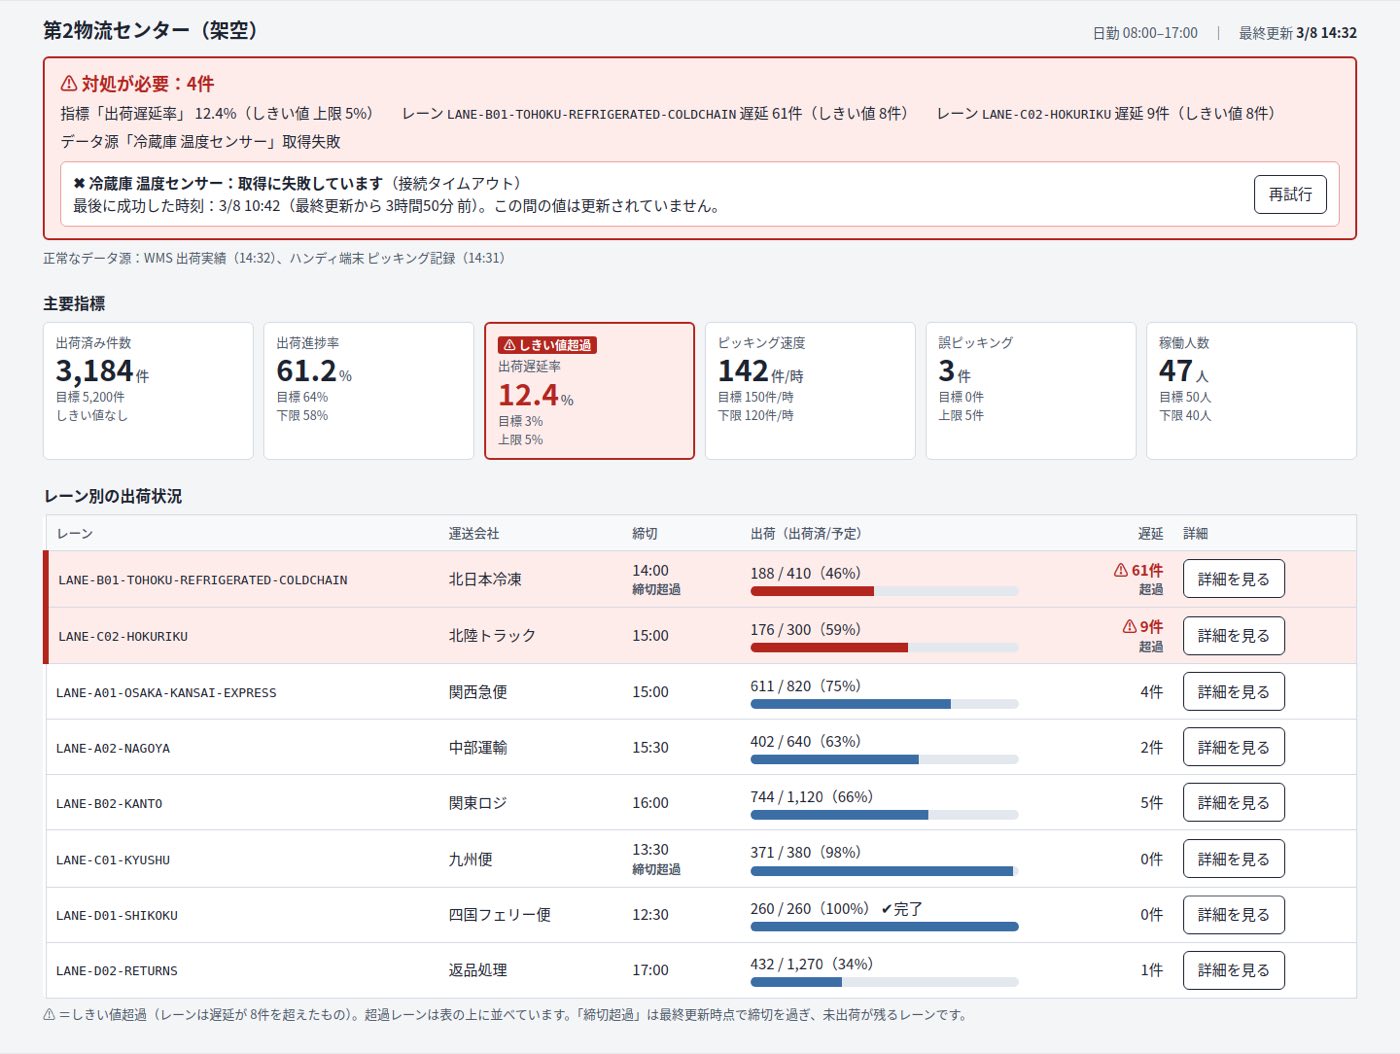 第2物流センター（架空）
日勤 08:00–17:00 ｜ 最終更新 3/8 14:32
⚠ 対処が必要：4件
指標「出荷遅延率」 12.4%（しきい値 上限 5%） レーン LANE-B01-TOHOKU-REFRIGERATED-COLDCHAIN 遅延 61件（しきい値 8件） レーン LANE-C02-HOKURIKU 遅延 9件（しきい値 8件）
データ源「冷蔵庫 温度センサー」取得失敗
✖ 冷蔵庫 温度センサー：取得に失敗しています（接続タイムアウト）
最後に成功した時刻：3/8 10:42（最終更新から 3時間50分 前）。この間の値は更新されていません。
再試行
正常なデータ源：WMS 出荷実績（14:32）、ハンディ端末 ピッキング記録（14:31）
主要指標
出荷済み件数
3,184 件
目標 5,200件
しきい値なし
出荷進捗率
61.2 %
目標 64%
下限 58%
⚠ しきい値超過
出荷遅延率
12.4 %
目標 3%
上限 5%
ピッキング速度
142 件/時
目標 150件/時
下限 120件/時
誤ピッキング
3 件
目標 0件
上限 5件
稼働人数
47 人
目標 50人
下限 40人
レーン別の出荷状況
レーン 運送会社 締切 出荷（出荷済/予定） 遅延 詳細
LANE-B01-TOHOKU-REFRIGERATED-COLDCHAIN 北日本冷凍 14:00 188 / 410（46%） ⚠ 61件 詳細を見る
締切超過 超過
LANE-C02-HOKURIKU 北陸トラック 15:00 176 / 300（59%） ⚠ 9件 詳細を見る
超過
LANE-A01-OSAKA-KANSAI-EXPRESS 関西急便 15:00 611 / 820（75%） 4件 詳細を見る
LANE-A02-NAGOYA 中部運輸 15:30 402 / 640（63%） 2件 詳細を見る
LANE-B02-KANTO 関東ロジ 16:00 744 / 1,120（66%） 5件 詳細を見る
LANE-C01-KYUSHU 九州便 13:30 371 / 380（98%） 0件 詳細を見る
締切超過
LANE-D01-SHIKOKU 四国フェリー便 12:30 260 / 260（100%） ✔完了 0件 詳細を見る
LANE-D02-RETURNS 返品処理 17:00 432 / 1,270（34%） 1件 詳細を見る
⚠ ＝しきい値超過（レーンは遅延が 8件を超えたもの）。超過レーンは表の上に並べています。「締切超過」は最終更新時点で締切を過ぎ、未出荷が残るレーンです。